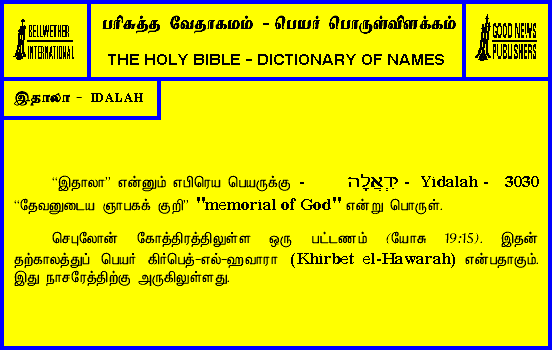 BELLWETHER
INTERNATIONAL
பரிசுத்த வேதாகமம் - பெயர் பொருள்விளக்கம்
THE HOLY BIBLE - DICTIONARY OF NAMES
GOOD NEWS
PUBLISHERS
இதாலா - IDALAH
“இதாலா” என்னும் எபிரெய பெயருக்கு - יִדְאֲלָה - Yidalah - 3030
“தேவனுடைய ஞாபகக் குறி” "memorial of God" என்று பொருள்.
செபுலோன் கோத்திரத்திலுள்ள ஒரு பட்டணம் (யோசு 19:15). இதன்
தற்காலத்துப் பெயர் கிர்பெத்-எல்-ஹவாரா (Khirbet el-Hawarah) என்பதாகும்.
இது நாசரேத்திற்கு அருகிலுள்ளது.